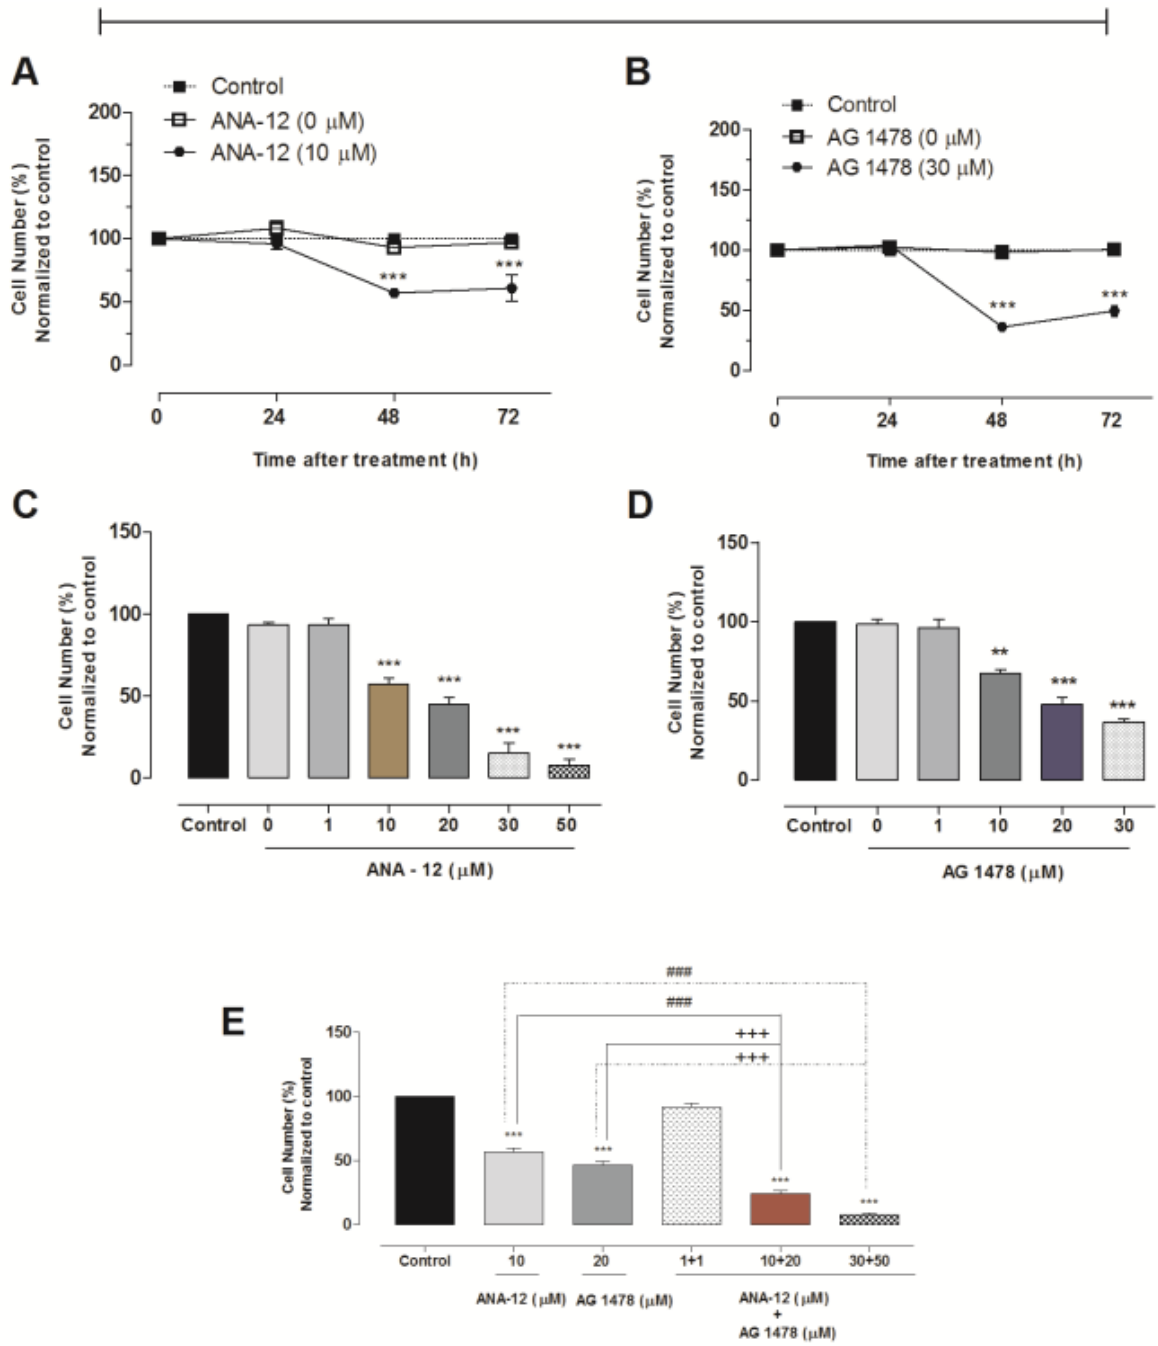 A
Control
ANA-12 (0 μM)
ANA-12 (10 μM)
200
150
100
50
0
Cell Number (%)
Normalized to control
***
***
0 24 48 72
Time after treatment (h)
B
Control
AG 1478 (0 μM)
AG 1478 (30 μM)
200
150
100
50
0
Cell Number (%)
Normalized to control
***
***
0 24 48 72
Time after treatment (h)
C
150
100
50
0
Cell Number (%)
Normalized to control
***
***
***
***
Control 0 1 10 20 30 50
ANA - 12 (μM)
D
150
100
50
0
Cell Number (%)
Normalized to control
**
***
***
Control 0 1 10 20 30
AG 1478 (μM)
E
###
###
+++
+++
150
100
50
0
Cell Number (%)
Normalized to control
***
***
***
***
Control 10 20 1+1 10+20 30+50
ANA-12 (μM) AG 1478 (μM) ANA-12 (μM)
+
AG 1478 (μM)